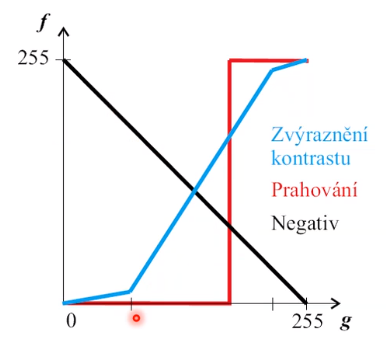 f
255
Zvýraznění
kontrastu
Prahování
Negativ
0
255
g